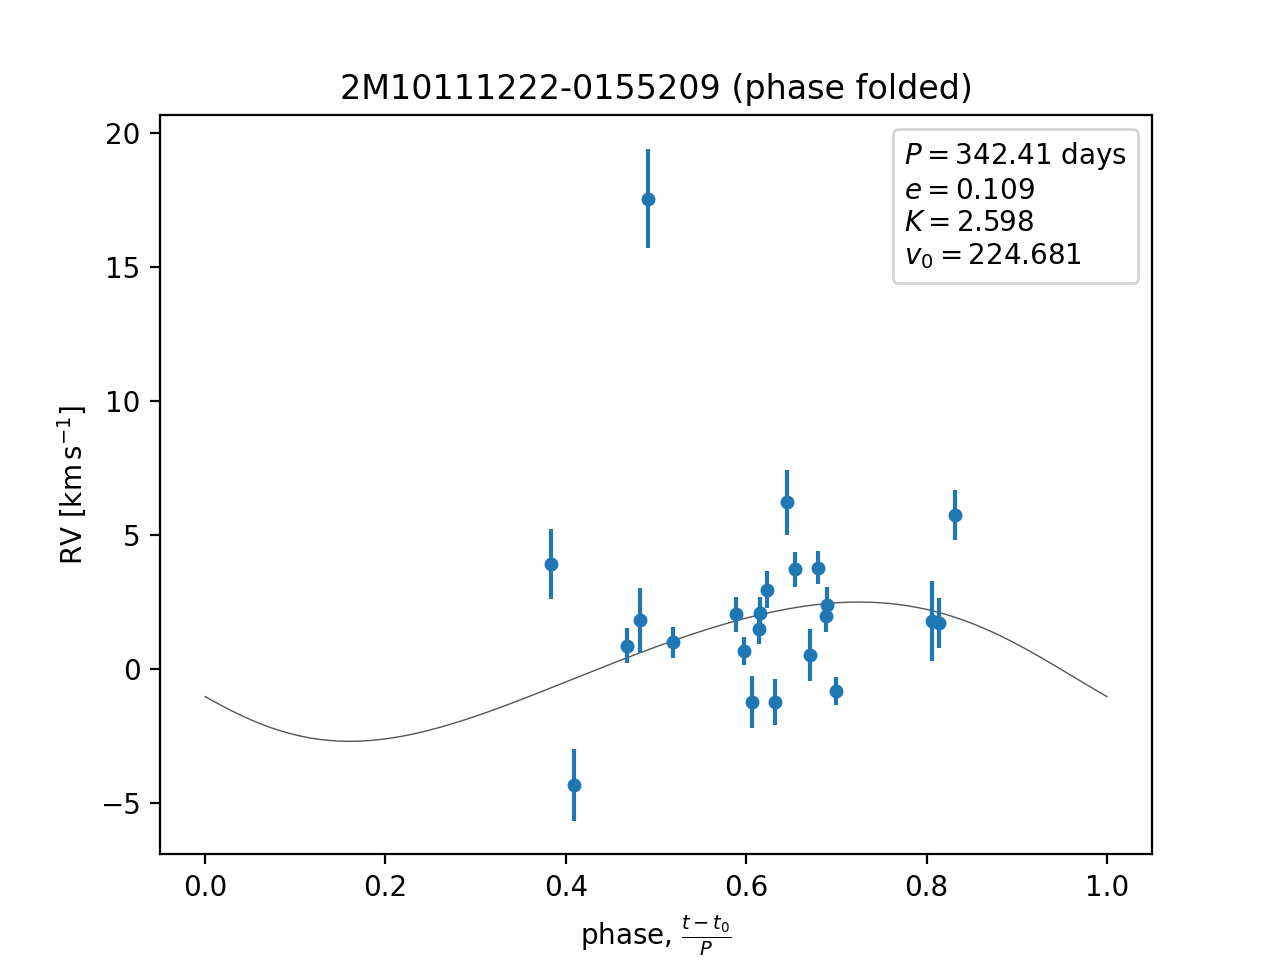 2M10111222-0155209 (phase folded)
P = 342.41 days
e = 0.109
K = 2.598
v₀ = 224.681
20
15
10
5
0
−5
RV [km s⁻¹]
0.0 0.2 0.4 0.6 0.8 1.0
phase, (t − t₀)/P